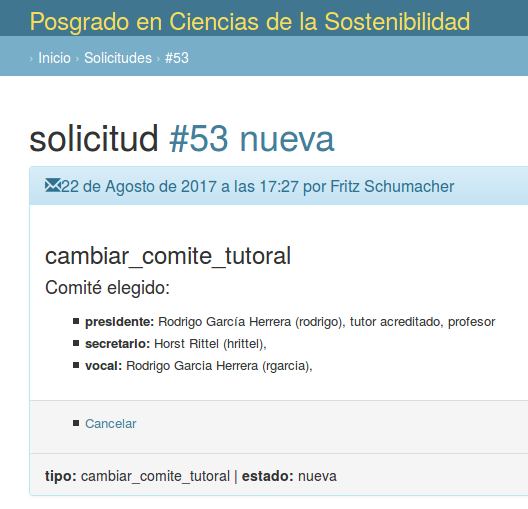 Posgrado en Ciencias de la Sostenibilidad
› Inicio › Solicitudes › #53
solicitud #53 nueva
22 de Agosto de 2017 a las 17:27 por Fritz Schumacher
cambiar_comite_tutoral
Comité elegido:
presidente: Rodrigo García Herrera (rodrigo), tutor acreditado, profesor
secretario: Horst Rittel (hrittel),
vocal: Rodrigo Garcia Herrera (rgarcia),
Cancelar
tipo: cambiar_comite_tutoral | estado: nueva